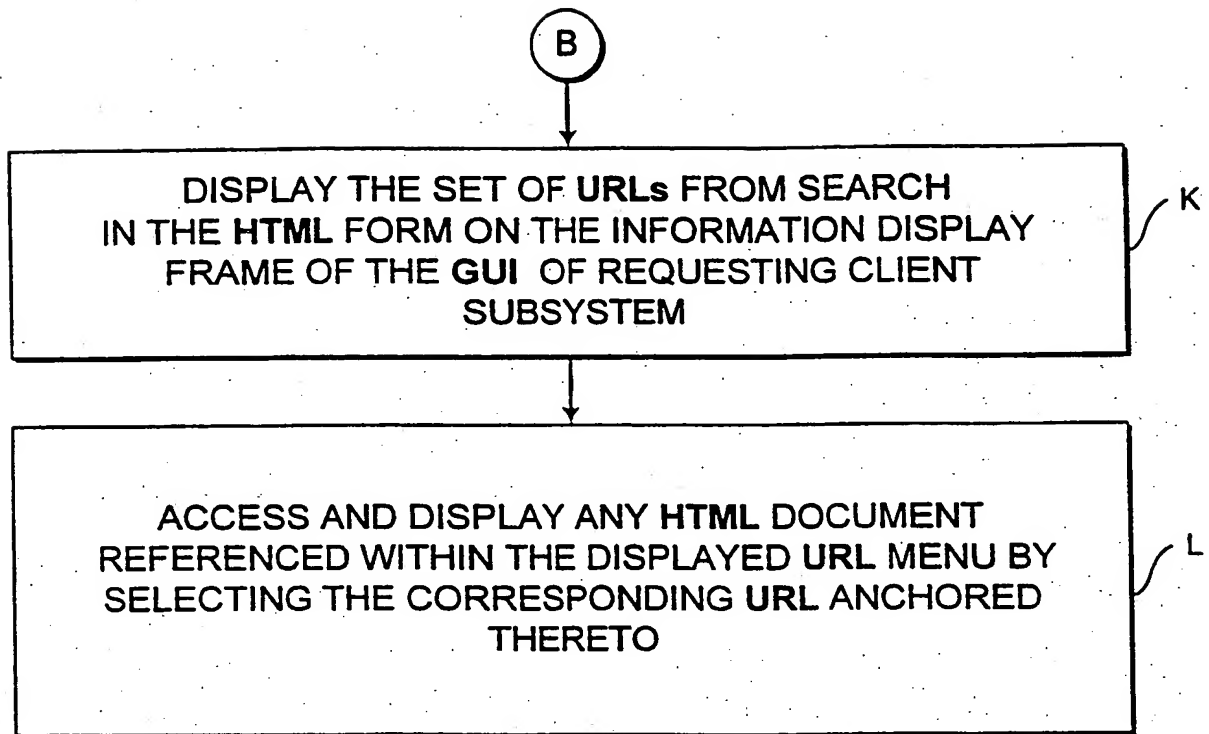 B
DISPLAY THE SET OF URLs FROM SEARCH
IN THE HTML FORM ON THE INFORMATION DISPLAY
FRAME OF THE GUI OF REQUESTING CLIENT
SUBSYSTEM
K
ACCESS AND DISPLAY ANY HTML DOCUMENT
REFERENCED WITHIN THE DISPLAYED URL MENU BY
SELECTING THE CORRESPONDING URL ANCHORED
THERETO
L